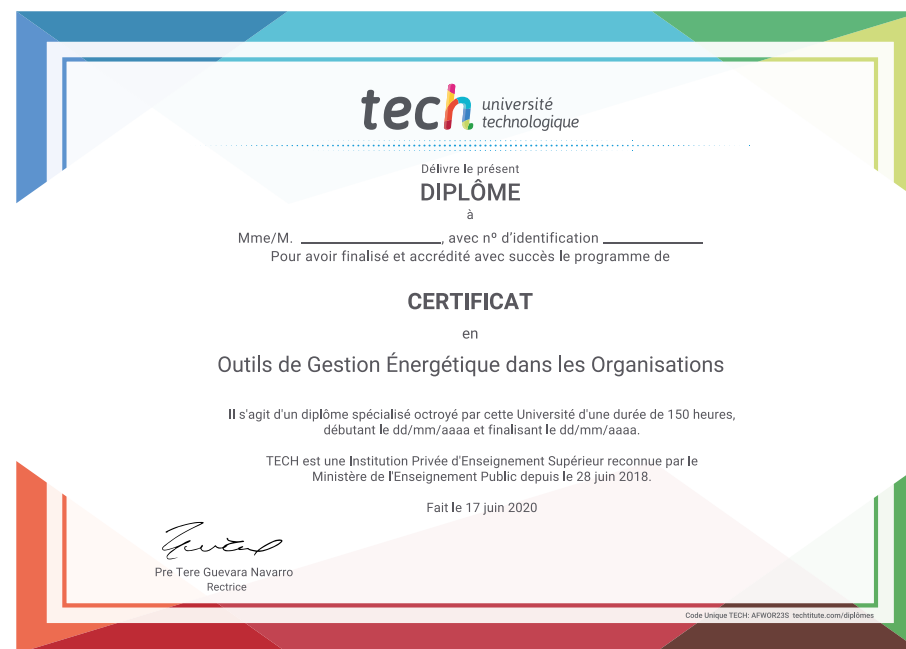 tech université
technologique
Délivre le présent
DIPLÔME
à
Mme/M. ____________________, avec nº d'identification ______________
Pour avoir finalisé et accrédité avec succès le programme de
CERTIFICAT
en
Outils de Gestion Énergétique dans les Organisations
Il s'agit d'un diplôme spécialisé octroyé par cette Université d'une durée de 150 heures,
débutant le dd/mm/aaaa et finalisant le dd/mm/aaaa.
TECH est une Institution Privée d'Enseignement Supérieur reconnue par le
Ministère de l'Enseignement Public depuis le 28 juin 2018.
Fait le 17 juin 2020
Pre Tere Guevara Navarro
Rectrice
Code Unique TECH: AFWOR23S techtitute.com/diplômes